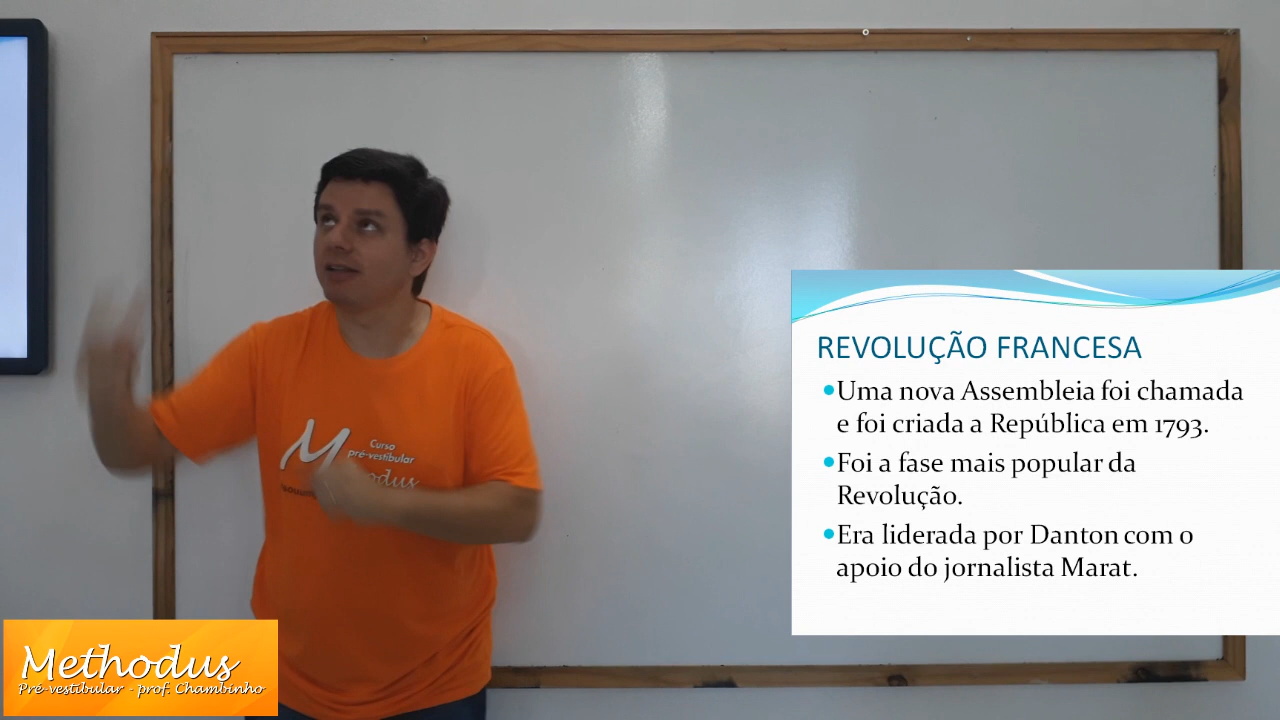 Curso
pré-vestibular
REVOLUÇÃO FRANCESA
Uma nova Assembleia foi chamada
e foi criada a República em 1793.
Foi a fase mais popular da
Revolução.
Era liderada por Danton com o
apoio do jornalista Marat.
Methodus
Pré-vestibular - prof. Chambinho